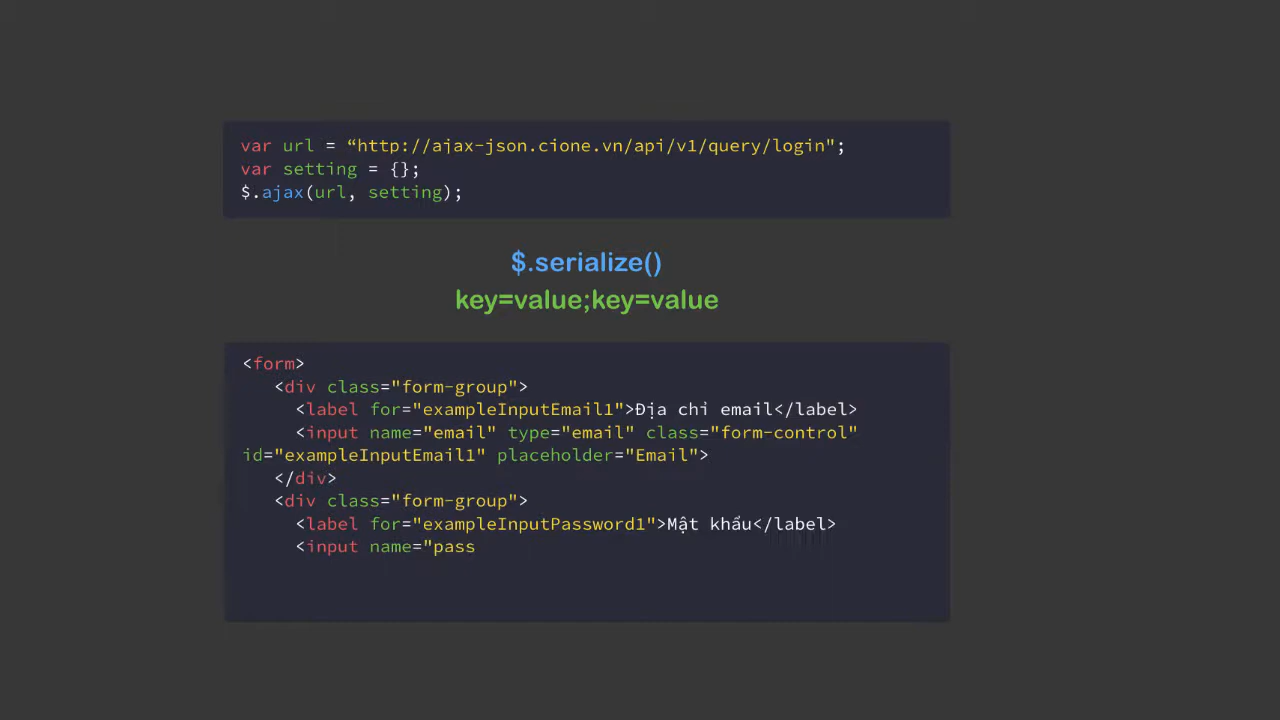 var url = “http://ajax-json.cione.vn/api/v1/query/login";
var setting = {};
$.ajax(url, setting);
$.serialize()
key=value;key=value
<form>
<div class="form-group">
<label for="exampleInputEmail1">Địa chỉ email</label>
<input name="email" type="email" class="form-control"
id="exampleInputEmail1" placeholder="Email">
</div>
<div class="form-group">
<label for="exampleInputPassword1">Mật khẩu</label>
<input name="pass